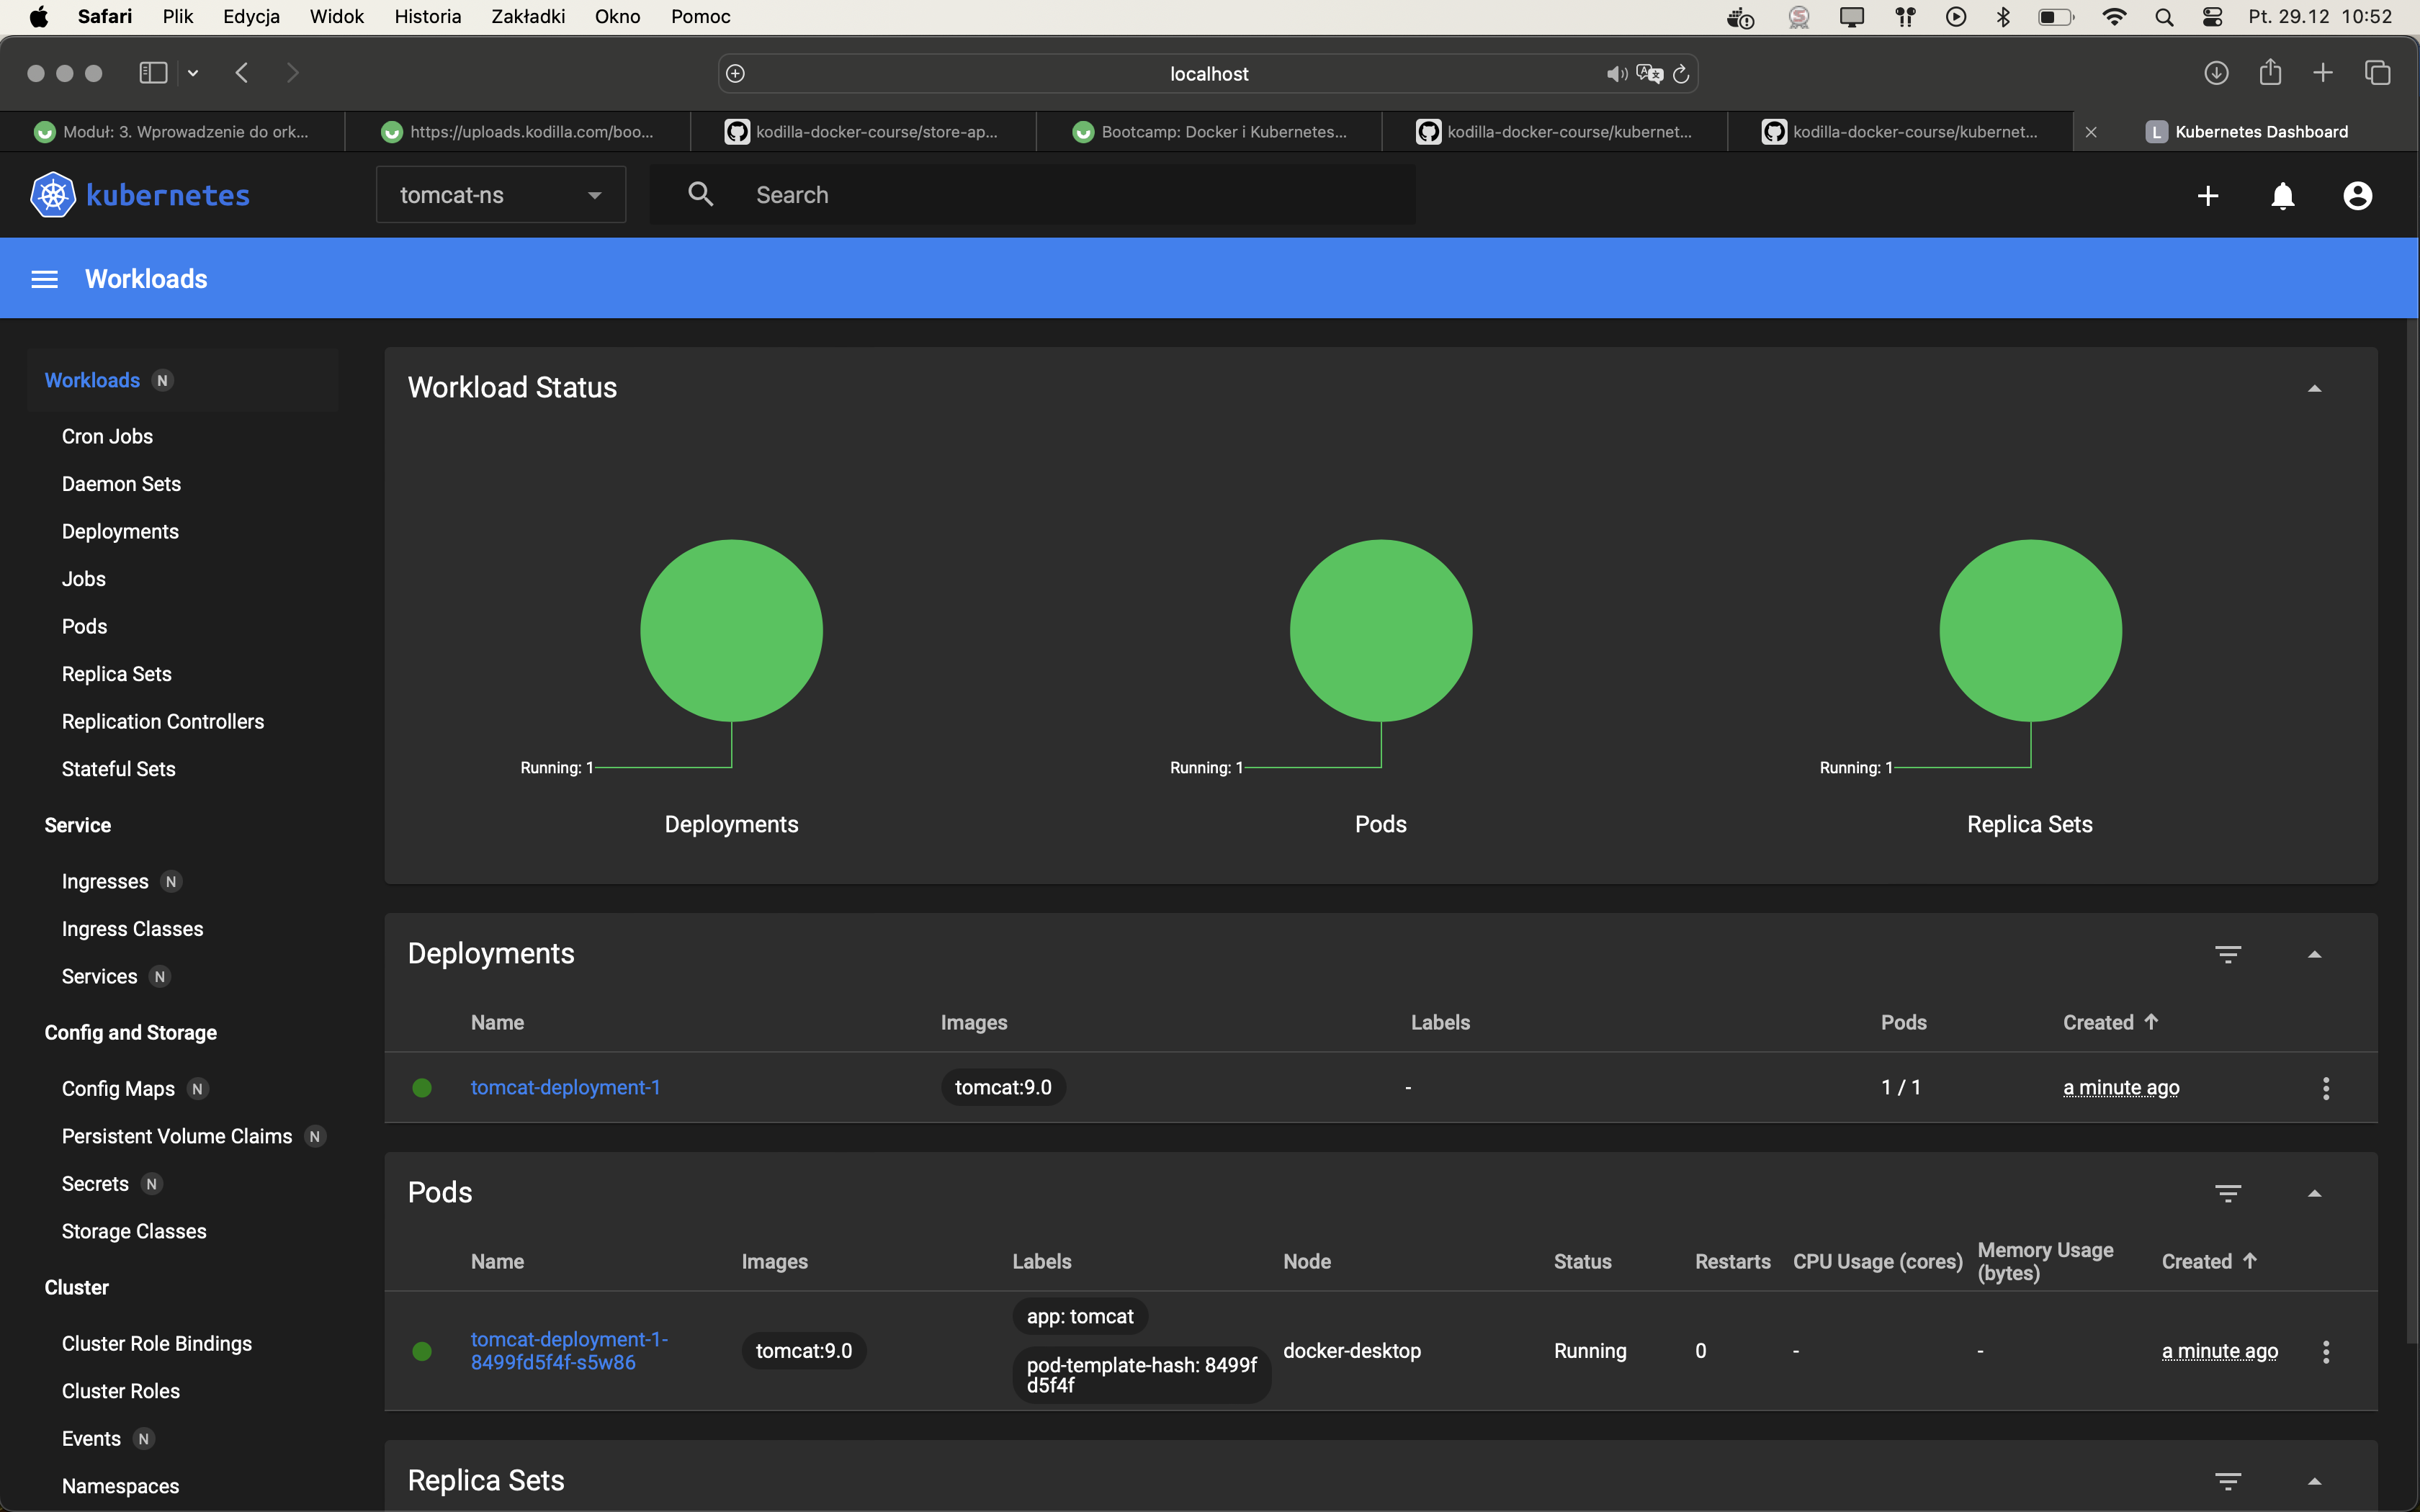 Safari Plik Edycja Widok Historia Zakładki Okno Pomoc Pt. 29.12 10:52
localhost
Moduł: 3. Wprowadzenie do ork... https://uploads.kodilla.com/boo... kodilla-docker-course/store-ap... Bootcamp: Docker i Kubernetes... kodilla-docker-course/kubernet... kodilla-docker-course/kubernet... L Kubernetes Dashboard
kubernetes tomcat-ns Search
Workloads
Workloads N
Cron Jobs
Daemon Sets
Deployments
Jobs
Pods
Replica Sets
Replication Controllers
Stateful Sets
Service
Ingresses N
Ingress Classes
Services N
Config and Storage
Config Maps N
Persistent Volume Claims N
Secrets N
Storage Classes
Cluster
Cluster Role Bindings
Cluster Roles
Events N
Namespaces
Workload Status
Running: 1 Running: 1 Running: 1
Deployments Pods Replica Sets
Deployments
Name Images Labels Pods Created
tomcat-deployment-1 tomcat:9.0 - 1 / 1 a minute ago
Pods
Name Images Labels Node Status Restarts CPU Usage (cores) Memory Usage
(bytes) Created
tomcat-deployment-1-
8499fd5f4f-s5w86 tomcat:9.0 app: tomcat
pod-template-hash: 8499f
d5f4f docker-desktop Running 0 - - a minute ago
Replica Sets